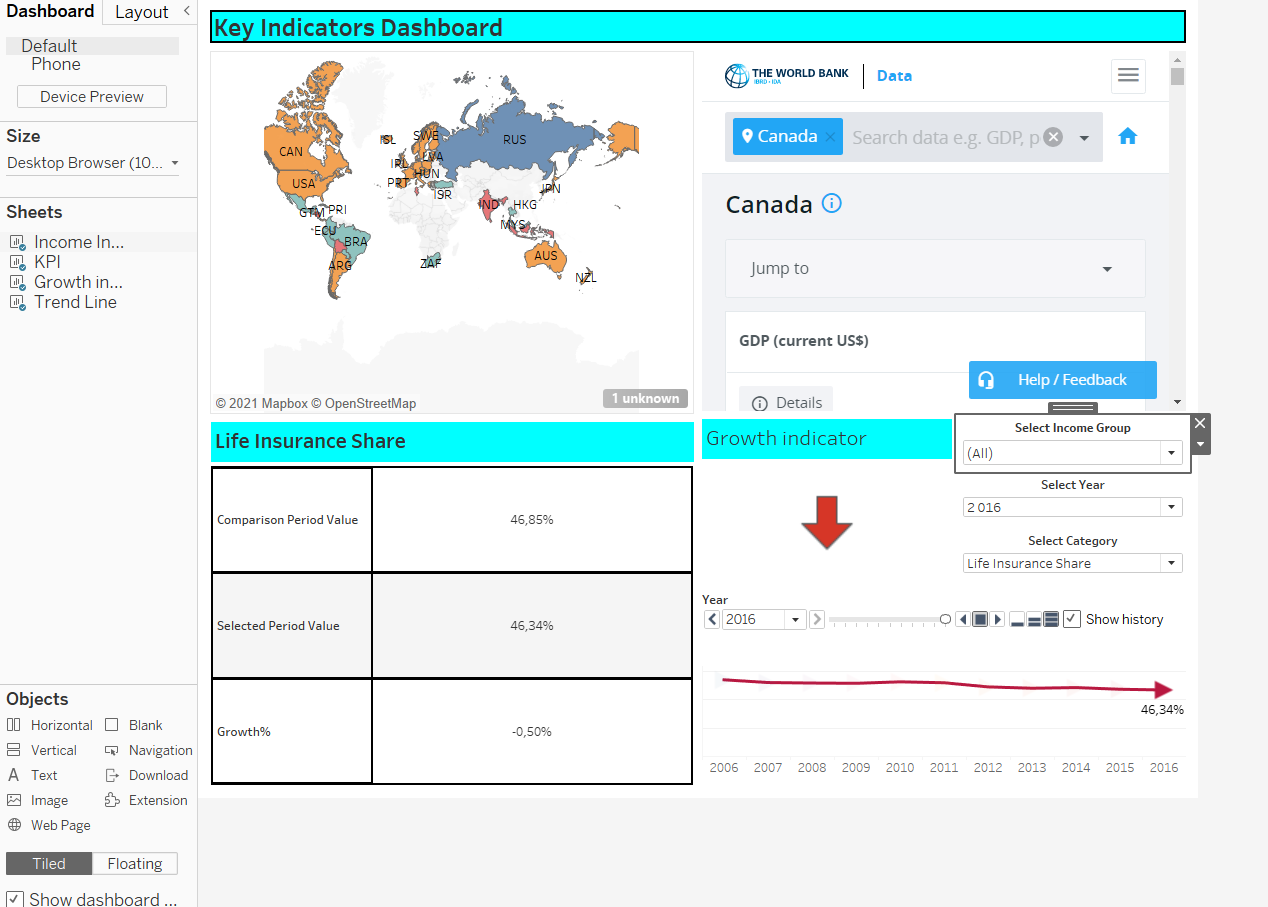 Dashboard
Layout
Default
Phone
Device Preview
Size
Desktop Browser (10...
Sheets
Income In...
KPI
Growth in...
Trend Line
Objects
Horizontal
Blank
Vertical
Navigation
Text
Download
Image
Extension
Web Page
Tiled
Floating
Show dashboard ...
Key Indicators Dashboard
CAN
USA
GTM
PRI
ECU
BRA
ARG
ISL
SWE
RUS
IRL
LVA
HUN
PRT
ISR
JPN
IND
HKG
MYS
ZAF
AUS
NZL
© 2021 Mapbox © OpenStreetMap
1 unknown
THE WORLD BANK
IBRD • IDA
Data
Canada
Search data e.g. GDP, p
Canada
Jump to
GDP (current US$)
Help / Feedback
Details
Life Insurance Share
Comparison Period Value
46,85%
Selected Period Value
46,34%
Growth%
-0,50%
Growth indicator
Select Income Group
(All)
Select Year
2 016
Select Category
Life Insurance Share
Year
2016
Show history
46,34%
2006 2007 2008 2009 2010 2011 2012 2013 2014 2015 2016